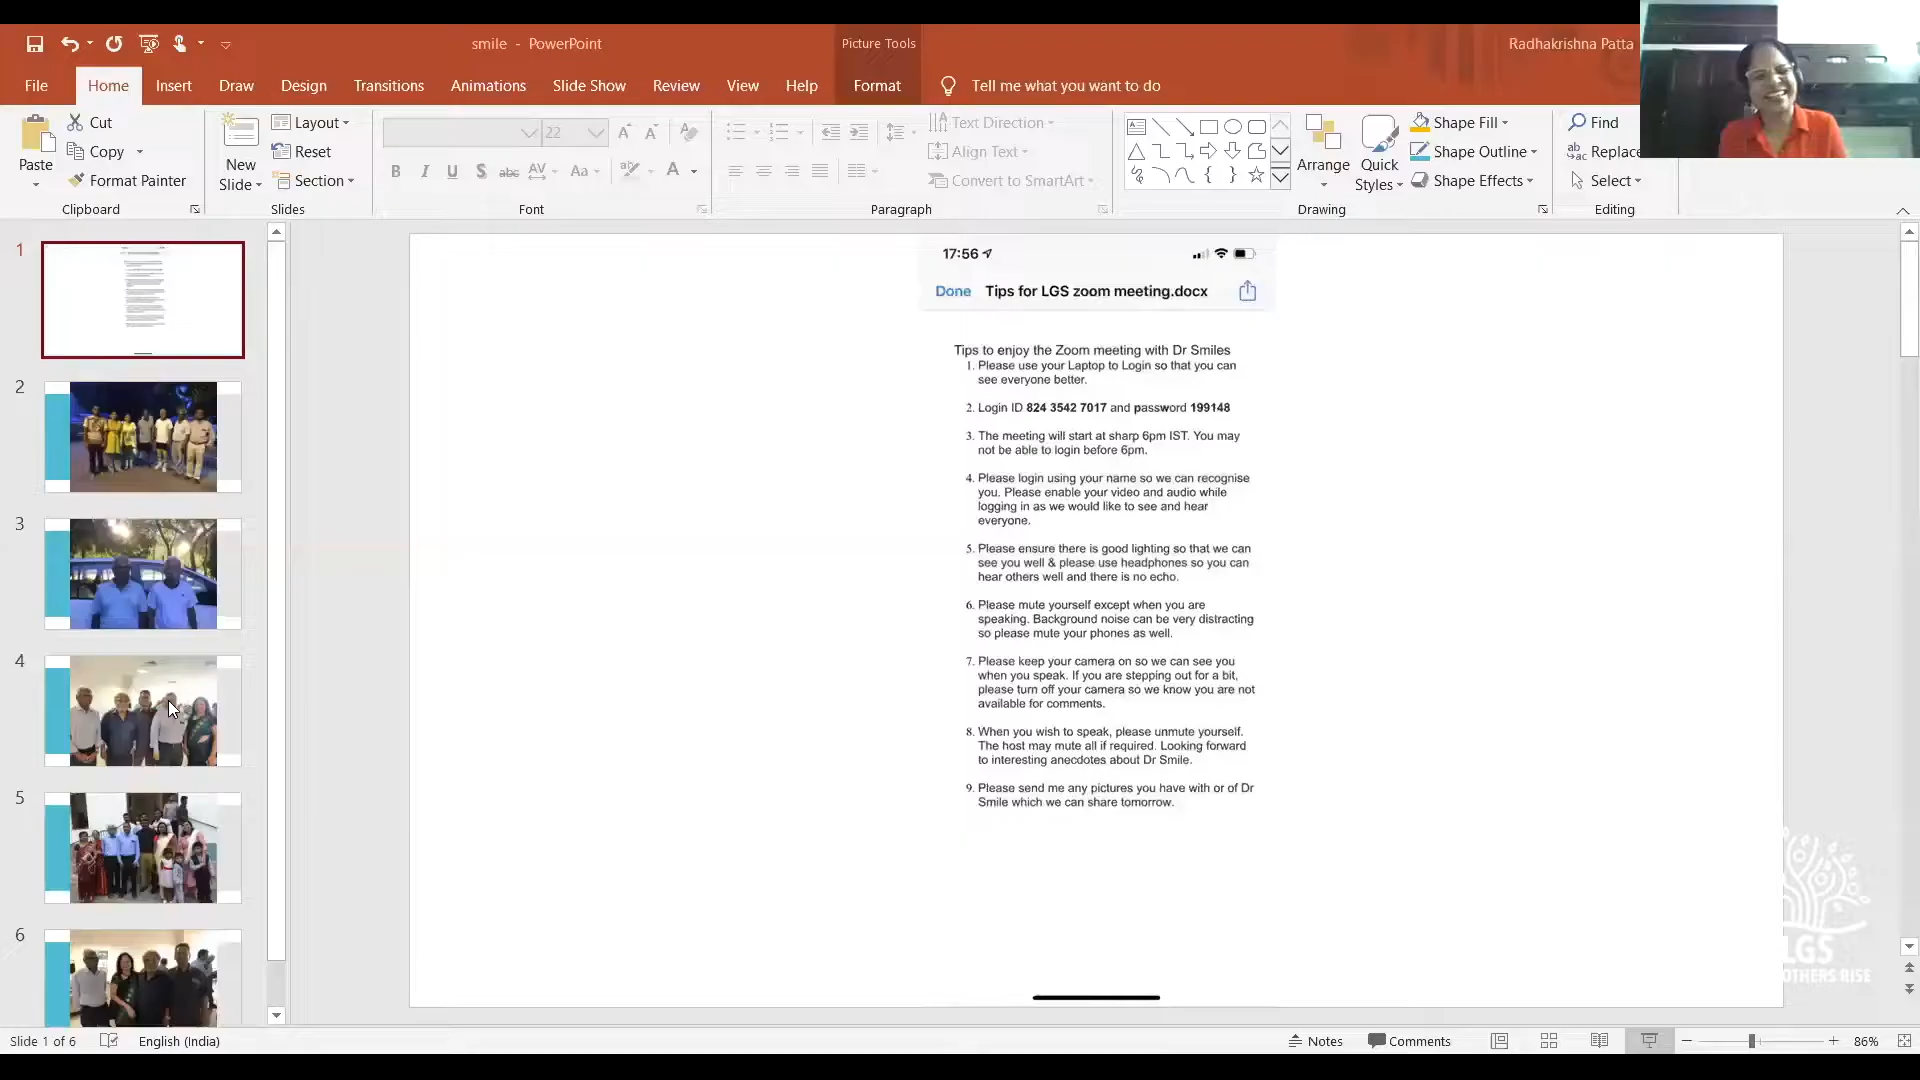 smile - PowerPoint
Picture Tools
Radhakrishna Patta
File
Home
Insert
Draw
Design
Transitions
Animations
Slide Show
Review
View
Help
Format
Tell me what you want to do
Paste
Cut
Copy
Format Painter
Clipboard
New
Slide
Layout
Reset
Section
Slides
22
B I U S abc AV Aa A
Font
Text Direction
Align Text
Convert to SmartArt
Paragraph
Arrange
Quick
Styles
Shape Fill
Shape Outline
Shape Effects
Drawing
Find
Replace
Select
Editing
1
2
3
4
5
6
17:56
Done Tips for LGS zoom meeting.docx
Tips to enjoy the Zoom meeting with Dr Smiles
1. Please use your Laptop to Login so that you can
see everyone better.
2. Login ID 824 3542 7017 and password 199148
3. The meeting will start at sharp 6pm IST. You may
not be able to login before 6pm.
4. Please login using your name so we can recognise
you. Please enable your video and audio while
logging in as we would like to see and hear
everyone.
5. Please ensure there is good lighting so that we can
see you well & please use headphones so you can
hear others well and there is no echo.
6. Please mute yourself except when you are
speaking. Background noise can be very distracting
so please mute your phones as well.
7. Please keep your camera on so we can see you
when you speak. If you are stepping out for a bit,
please turn off your camera so we know you are not
available for comments.
8. When you wish to speak, please unmute yourself.
The host may mute all if required. Looking forward
to interesting anecdotes about Dr Smile.
9. Please send me any pictures you have with or of Dr
Smile which we can share tomorrow.
LGS
OTHERS RISE
Slide 1 of 6
English (India)
Notes
Comments
86%